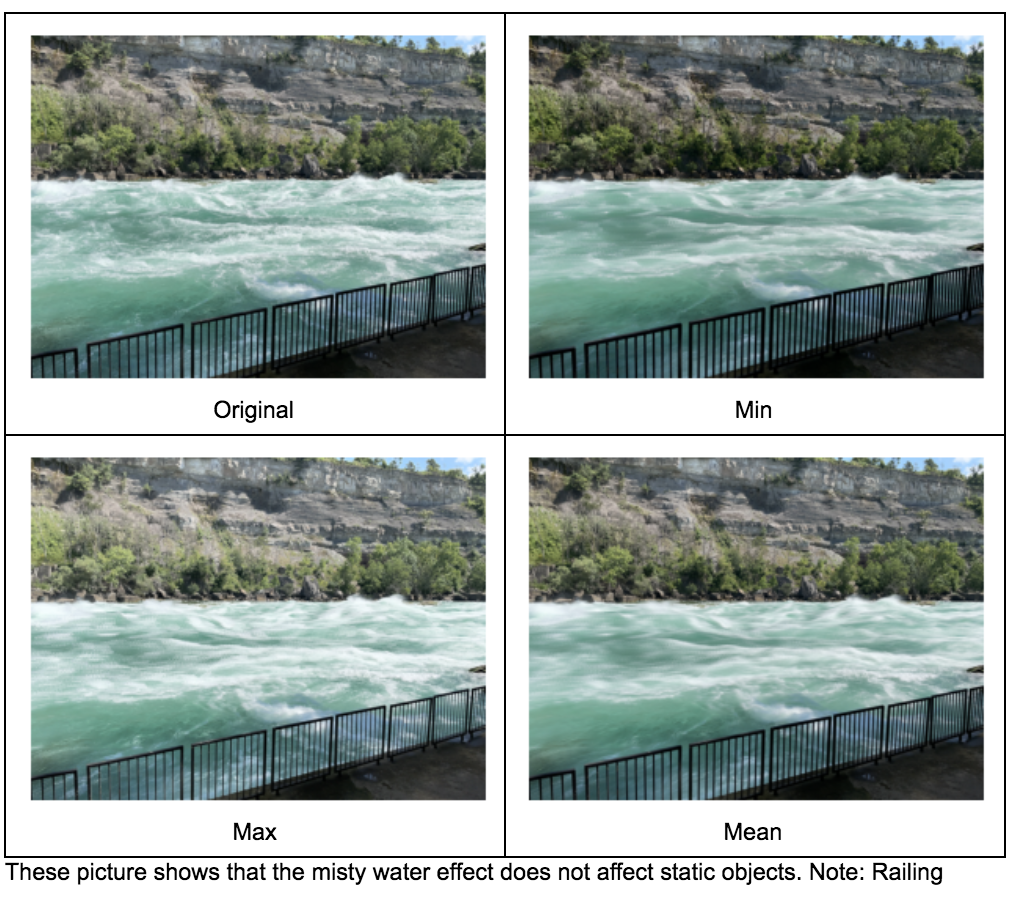 Original
Min
Max
Mean
These picture shows that the misty water effect does not affect static objects. Note: Railing